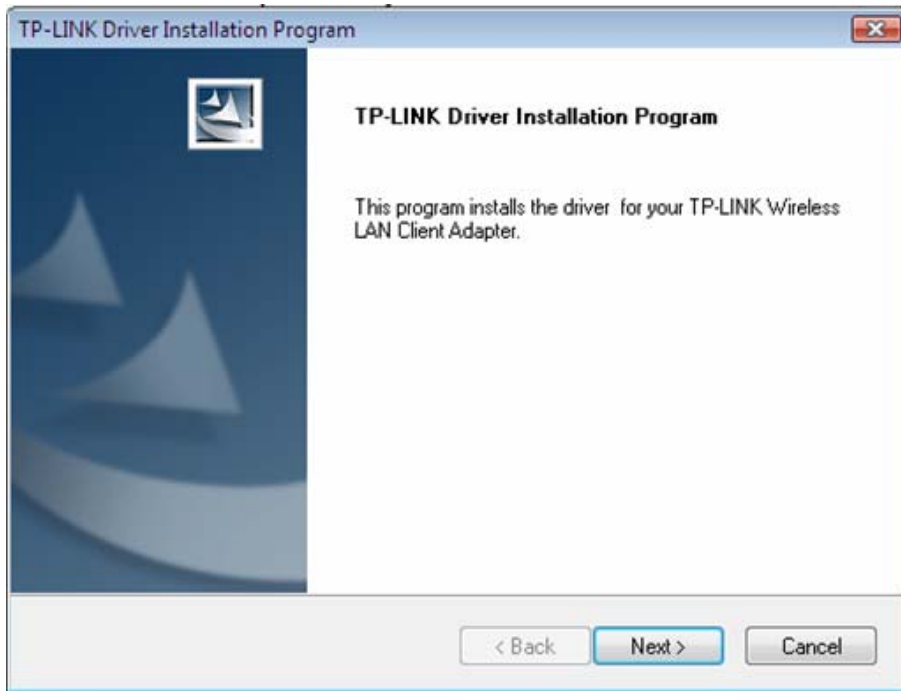 TP-LINK Driver Installation Program
TP-LINK Driver Installation Program
This program installs the driver for your TP-LINK Wireless
LAN Client Adapter.
< Back
Next >
Cancel